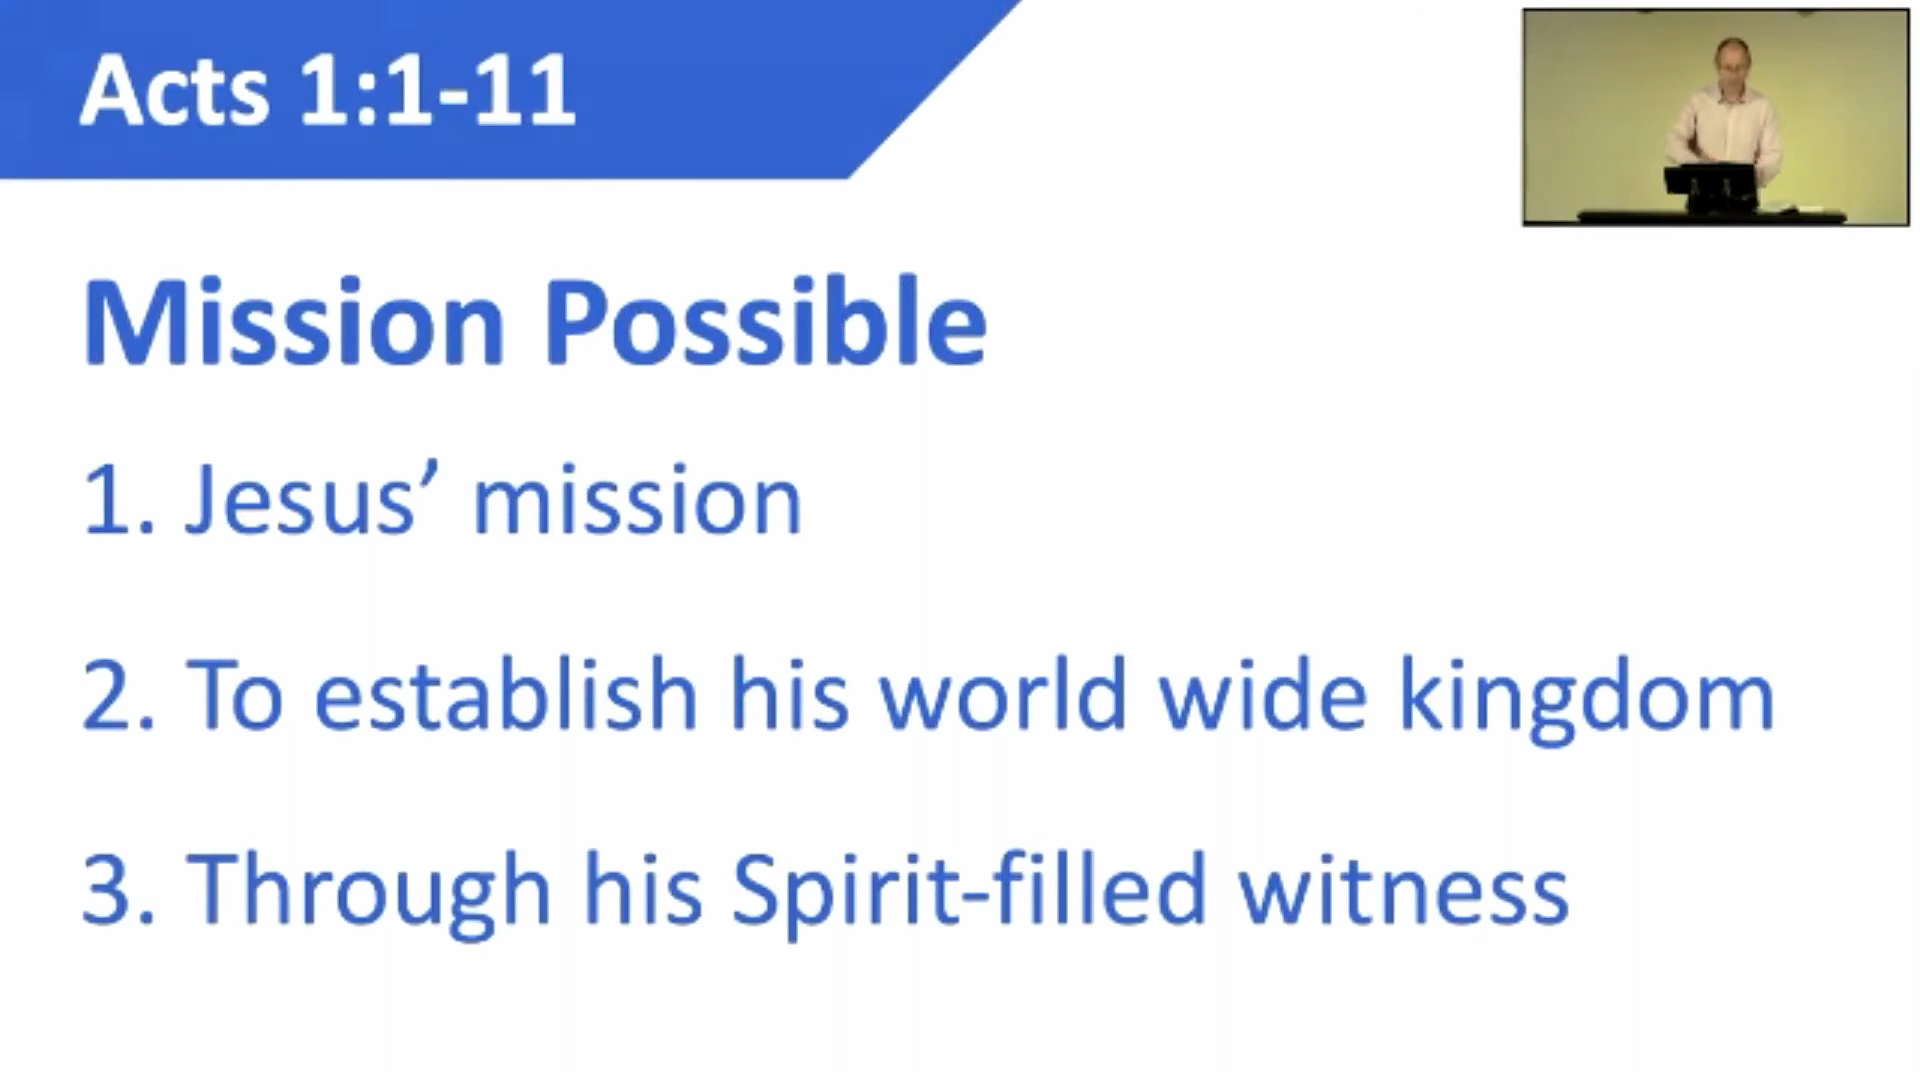 Acts 1:1-11
Mission Possible
1. Jesus’ mission
2. To establish his world wide kingdom
3. Through his Spirit-filled witness